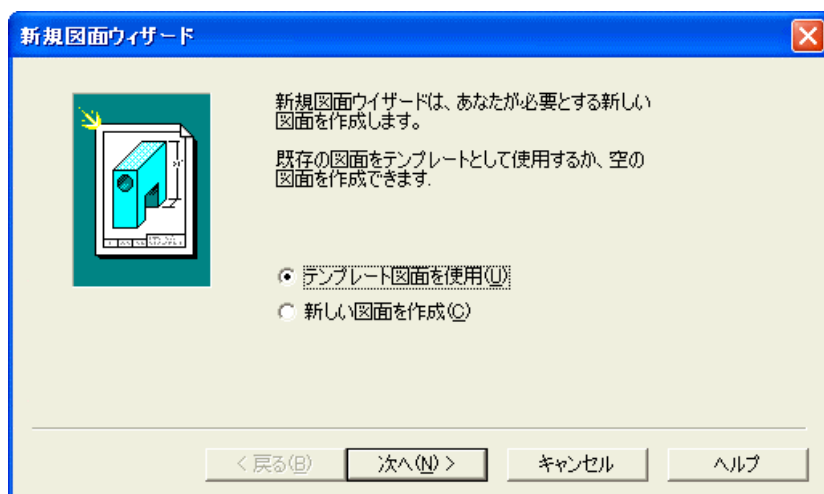 新規図面ウィザード
新規図面ウイザードは、あなたが必要とする新しい
図面を作成します。
既存の図面をテンプレートとして使用するか、空の
図面を作成できます.
テンプレート図面を使用(U)
新しい図面を作成(C)
< 戻る(B)
次へ(N) >
キャンセル
ヘルプ